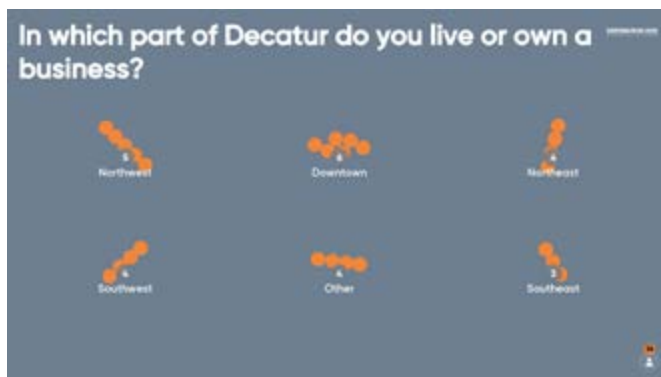 In which part of Decatur do you live or own a
business?
5
Northwest
6
Downtown
4
Northeast
4
Southwest
4
Other
3
Southeast